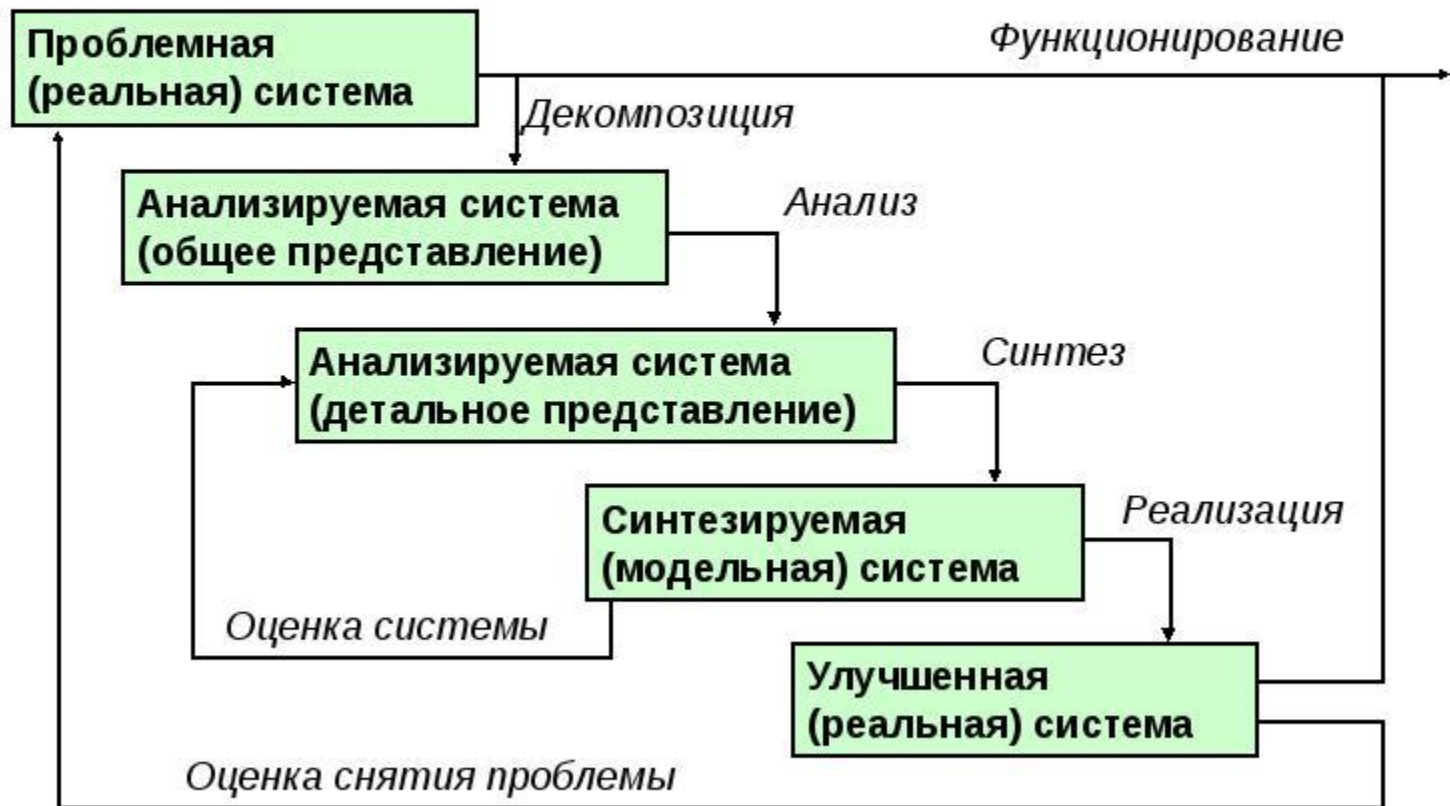 Проблемная
(реальная) система
Функционирование
Декомпозиция
Анализируемая система
(общее представление)
Анализ
Анализируемая система
(детальное представление)
Синтез
Синтезируемая
(модельная) система
Реализация
Оценка системы
Улучшенная
(реальная) система
Оценка снятия проблемы